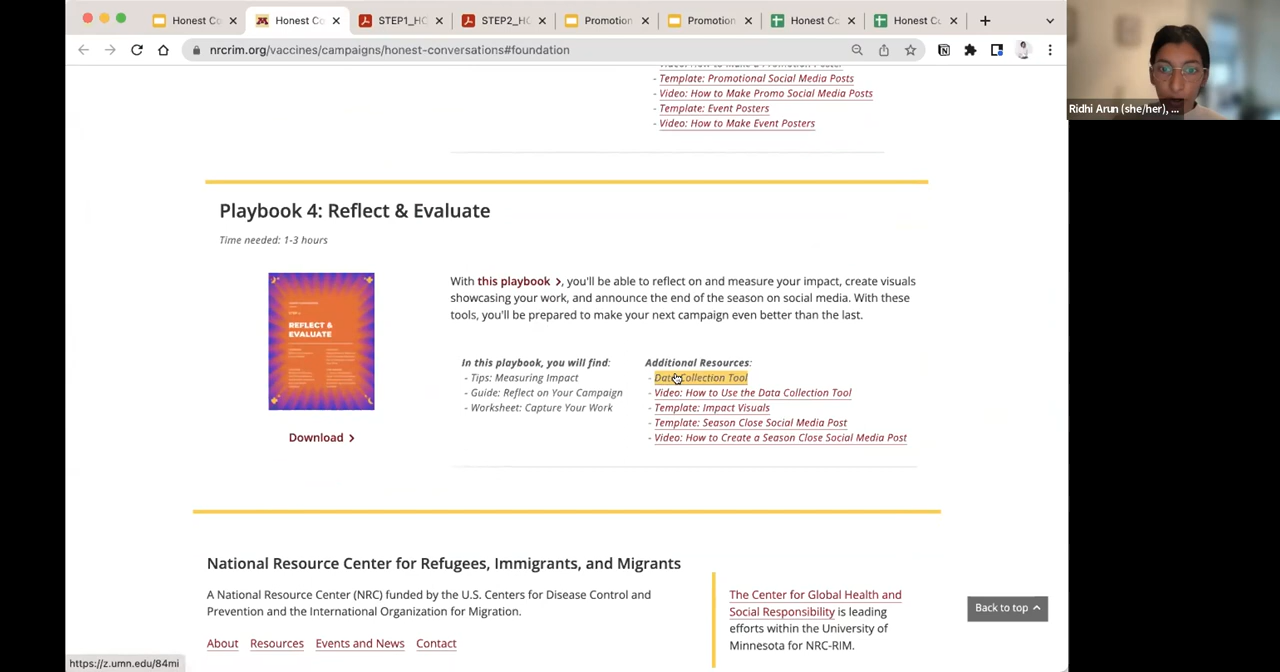 Honest Co
Honest Co
STEP1_HC
STEP2_HC
Promotion
Promotion
Honest Cc
Honest Cu
nrcrim.org/vaccines/campaigns/honest-conversations#foundation
Ridhi Arun (she/her), ...
- Template: Promotional Social Media Posts
- Video: How to Make Promo Social Media Posts
- Template: Event Posters
- Video: How to Make Event Posters
Playbook 4: Reflect & Evaluate
Time needed: 1-3 hours
REFLECT &
EVALUATE
With this playbook >, you'll be able to reflect on and measure your impact, create visuals
showcasing your work, and announce the end of the season on social media. With these
tools, you'll be prepared to make your next campaign even better than the last.
In this playbook, you will find:
- Tips: Measuring Impact
- Guide: Reflect on Your Campaign
- Worksheet: Capture Your Work
Additional Resources:
- Data Collection Tool
- Video: How to Use the Data Collection Tool
- Template: Impact Visuals
- Template: Season Close Social Media Post
- Video: How to Create a Season Close Social Media Post
Download >
National Resource Center for Refugees, Immigrants, and Migrants
A National Resource Center (NRC) funded by the U.S. Centers for Disease Control and
Prevention and the International Organization for Migration.
About Resources Events and News Contact
The Center for Global Health and
Social Responsibility is leading
efforts within the University of
Minnesota for NRC-RIM.
Back to top
https://z.umn.edu/84mi